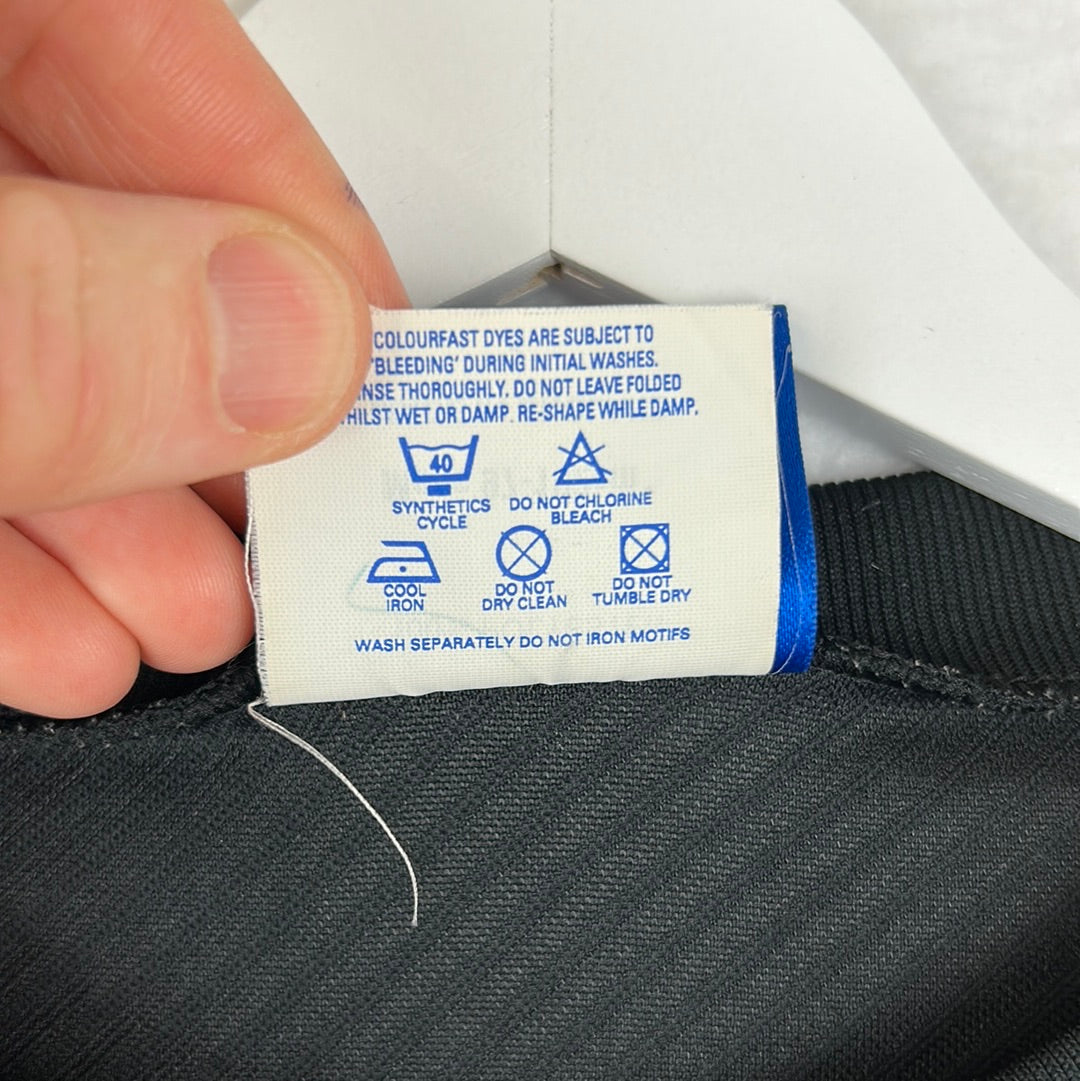 COLOURFAST DYES ARE SUBJECT TO
'BLEEDING' DURING INITIAL WASHES.
NSE THOROUGHLY. DO NOT LEAVE FOLDED
HILST WET OR DAMP. RE-SHAPE WHILE DAMP.
40
SYNTHETICS CYCLE
DO NOT CHLORINE BLEACH
COOL IRON
DO NOT DRY CLEAN
DO NOT TUMBLE DRY
WASH SEPARATELY DO NOT IRON MOTIFS